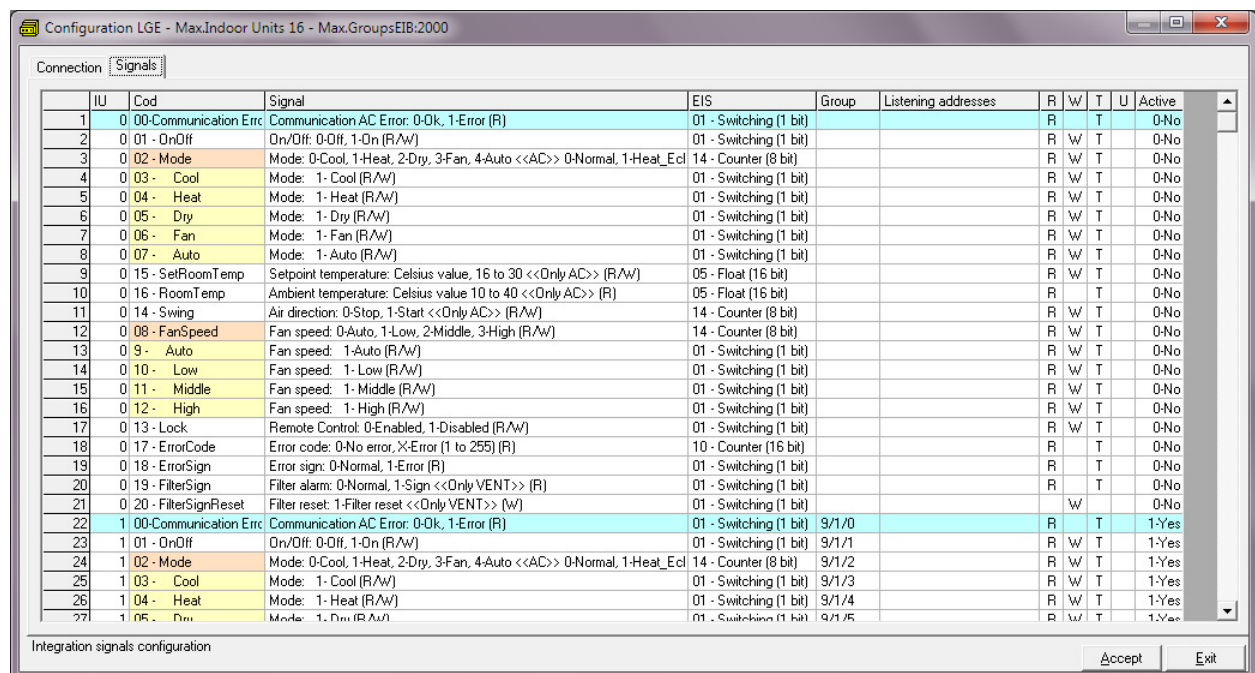 Configuration LGE - Max.Indoor Units 16 - Max.GroupsEIB:2000
Connection Signals
IU Cod Signal EIS Group Listening addresses R W T U Active
1 0 00-Communication Erro Communication AC Error: 0-Ok, 1-Error (R) 01 - Switching (1 bit) R T 0-No
2 0 01 - OnOff On/Off: 0-Off, 1-On (R/W) 01 - Switching (1 bit) R W T 0-No
3 0 02 - Mode Mode: 0-Cool, 1-Heat, 2-Dry, 3-Fan, 4-Auto <<AC>> 0-Normal, 1-Heat_Ecl 14 - Counter (8 bit) R W T 0-No
4 0 03 - Cool Mode: 1- Cool (R/W) 01 - Switching (1 bit) R W T 0-No
5 0 04 - Heat Mode: 1- Heat (R/W) 01 - Switching (1 bit) R W T 0-No
6 0 05 - Dry Mode: 1- Dry (R/W) 01 - Switching (1 bit) R W T 0-No
7 0 06 - Fan Mode: 1- Fan (R/W) 01 - Switching (1 bit) R W T 0-No
8 0 07 - Auto Mode: 1- Auto (R/W) 01 - Switching (1 bit) R W T 0-No
9 0 15 - SetRoomTemp Setpoint temperature: Celsius value, 16 to 30 <<Only AC>> (R/W) 05 - Float (16 bit) R W T 0-No
10 0 16 - RoomTemp Ambient temperature: Celsius value 10 to 40 <<Only AC>> (R) 05 - Float (16 bit) R T 0-No
11 0 14 - Swing Air direction: 0-Stop, 1-Start <<Only AC>> (R/W) 14 - Counter (8 bit) R W T 0-No
12 0 08 - FanSpeed Fan speed: 0-Auto, 1-Low, 2-Middle, 3-High (R/W) 14 - Counter (8 bit) R W T 0-No
13 0 9 - Auto Fan speed: 1-Auto (R/W) 01 - Switching (1 bit) R W T 0-No
14 0 10 - Low Fan speed: 1- Low (R/W) 01 - Switching (1 bit) R W T 0-No
15 0 11 - Middle Fan speed: 1- Middle (R/W) 01 - Switching (1 bit) R W T 0-No
16 0 12 - High Fan speed: 1- High (R/W) 01 - Switching (1 bit) R W T 0-No
17 0 13 - Lock Remote Control: 0-Enabled, 1-Disabled (R/W) 01 - Switching (1 bit) R W T 0-No
18 0 17 - ErrorCode Error code: 0-No error, X-Error (1 to 255) (R) 10 - Counter (16 bit) R T 0-No
19 0 18 - ErrorSign Error sign: 0-Normal, 1-Error (R) 01 - Switching (1 bit) R T 0-No
20 0 19 - FilterSign Filter alarm: 0-Normal, 1-Sign <<Only VENT>> (R) 01 - Switching (1 bit) R T 0-No
21 0 20 - FilterSignReset Filter reset: 1-Filter reset <<Only VENT>> (W) 01 - Switching (1 bit) W 0-No
22 1 00-Communication Erro Communication AC Error: 0-Ok, 1-Error (R) 01 - Switching (1 bit) 9/1/0 R T 1-Yes
23 1 01 - OnOff On/Off: 0-Off, 1-On (R/W) 01 - Switching (1 bit) 9/1/1 R W T 1-Yes
24 1 02 - Mode Mode: 0-Cool, 1-Heat, 2-Dry, 3-Fan, 4-Auto <<AC>> 0-Normal, 1-Heat_Ecl 14 - Counter (8 bit) 9/1/2 R W T 1-Yes
25 1 03 - Cool Mode: 1- Cool (R/W) 01 - Switching (1 bit) 9/1/3 R W T 1-Yes
26 1 04 - Heat Mode: 1- Heat (R/W) 01 - Switching (1 bit) 9/1/4 R W T 1-Yes
27 1 05 - Dry Mode: 1- Dry (R/W) 01 - Switching (1 bit) 9/1/5 R W T 1-Yes
Integration signals configuration
Accept Exit